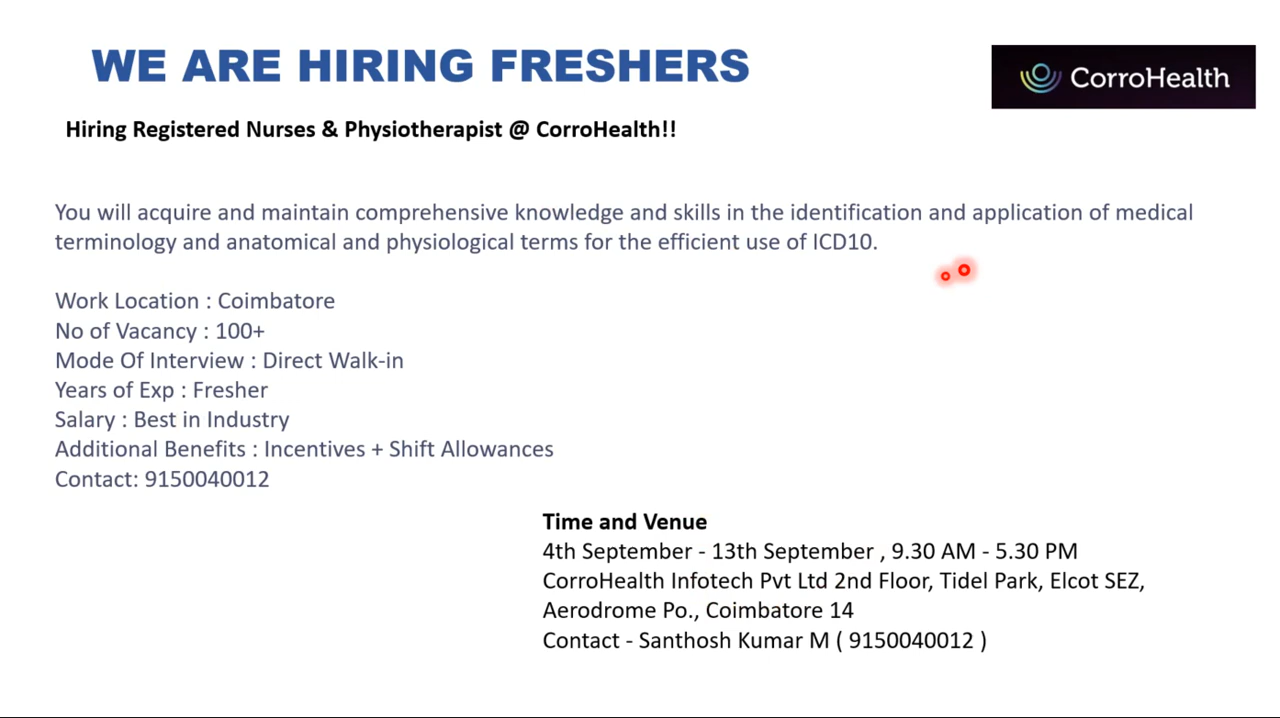 WE ARE HIRING FRESHERS
CorroHealth
Hiring Registered Nurses & Physiotherapist @ CorroHealth!!
You will acquire and maintain comprehensive knowledge and skills in the identification and application of medical
terminology and anatomical and physiological terms for the efficient use of ICD10.
Work Location : Coimbatore
No of Vacancy : 100+
Mode Of Interview : Direct Walk-in
Years of Exp : Fresher
Salary : Best in Industry
Additional Benefits : Incentives + Shift Allowances
Contact: 9150040012
Time and Venue
4th September - 13th September , 9.30 AM - 5.30 PM
CorroHealth Infotech Pvt Ltd 2nd Floor, Tidel Park, Elcot SEZ,
Aerodrome Po., Coimbatore 14
Contact - Santhosh Kumar M ( 9150040012 )